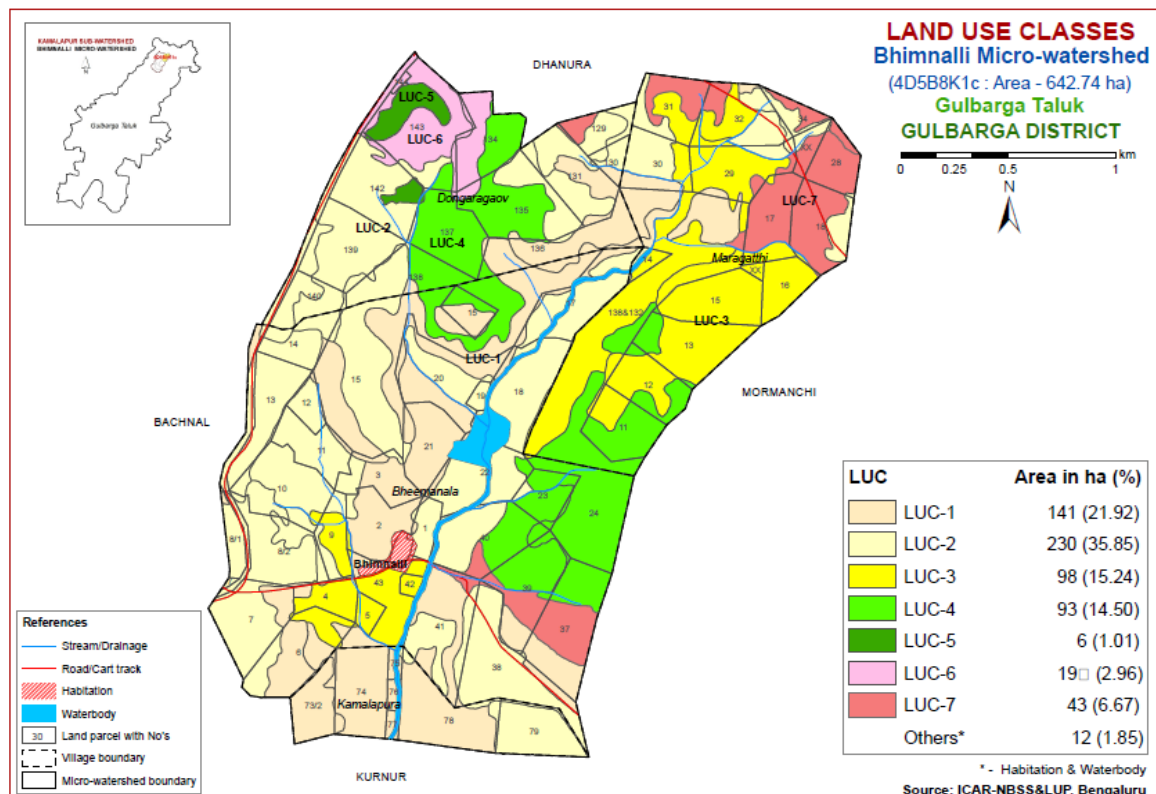 LAND USE CLASSES
Bhimnalli Micro-watershed
(4D5B8K1c : Area - 642.74 ha)
Gulbarga Taluk
GULBARGA DISTRICT
km
0 0.25 0.5 1
N
KAMALAPUR SUB-WATERSHED
BHIMNALLI MICRO-WATERSHED
N
Gulbarga Taluk
DHANURA
LUC-5
143
LUC-6
134
129
130
131
142
Dongaragaov
135
LUC-2
137
LUC-4
139
136
138
140
15
31
32
34
XX
30
29
28
LUC-7
17
18
14
Maragatthi
XX
16
15
138&132
LUC-3
13
12
11
17
LUC-1
14
20
15
19
18
13
12
MORMANCHI
BACHNAL
11
21
3
22
10
Bheemanala
23
24
2
1
9
8/1
8/2
40
Bhimnalli
43
42
39
4
7
5
41
37
6
38
75
74
76
73/2
Kamalapura
77
78
79
KURNUR
References
Stream/Drainage
Road/Cart track
Habitation
Waterbody
30 Land parcel with No's
Village boundary
Micro-watershed boundary
LUC Area in ha (%)
LUC-1 141 (21.92)
LUC-2 230 (35.85)
LUC-3 98 (15.24)
LUC-4 93 (14.50)
LUC-5 6 (1.01)
LUC-6 19□ (2.96)
LUC-7 43 (6.67)
Others* 12 (1.85)
* - Habitation & Waterbody
Source: ICAR-NBSS&LUP, Bengaluru